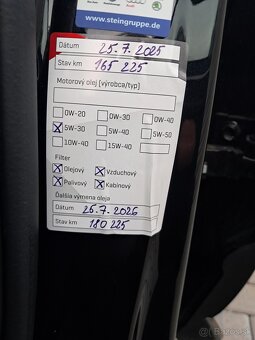 www.steingruppe.de
Dátum 25.7.2025
Stav km 165 225
Motorový olej (výrobca/typ)
0W-20 0W-30 0W-40
5W-30 5W-40 5W-50
10W-40 15W-40
Filter
Olejový Vzduchový
Palivový Kabínový
Ďalšia výmena oleja
Dátum 25.7.2026
Stav km 180 225